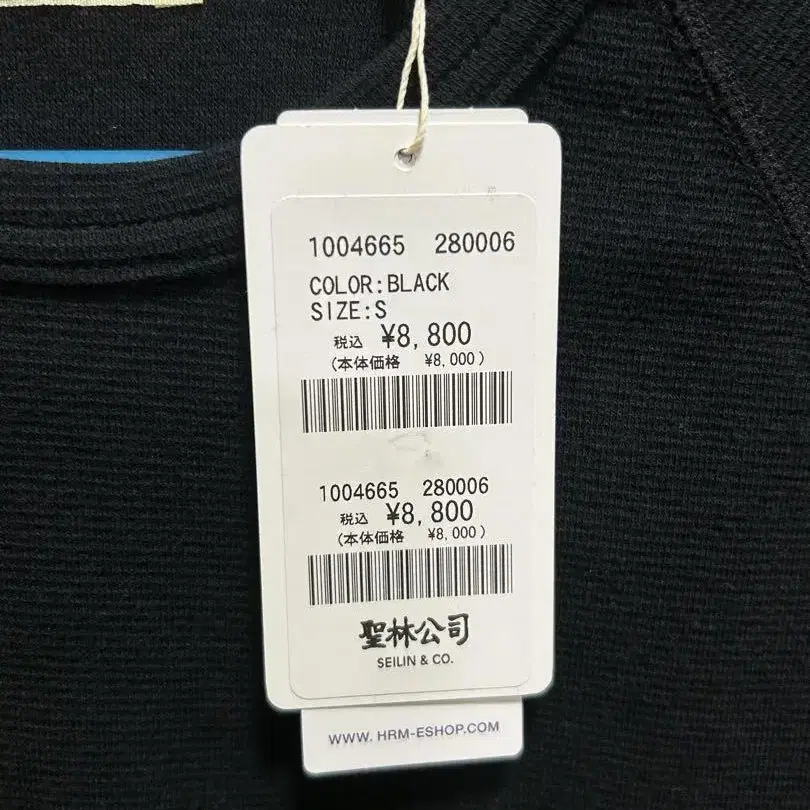 1004665 280006
COLOR:BLACK
SIZE:S
税込 ¥8,800
(本体価格 ¥8,000)
1004665 280006
税込 ¥8,800
(本体価格 ¥8,000)
聖林公司
SEILIN & CO.
WWW. HRM-ESHOP.COM